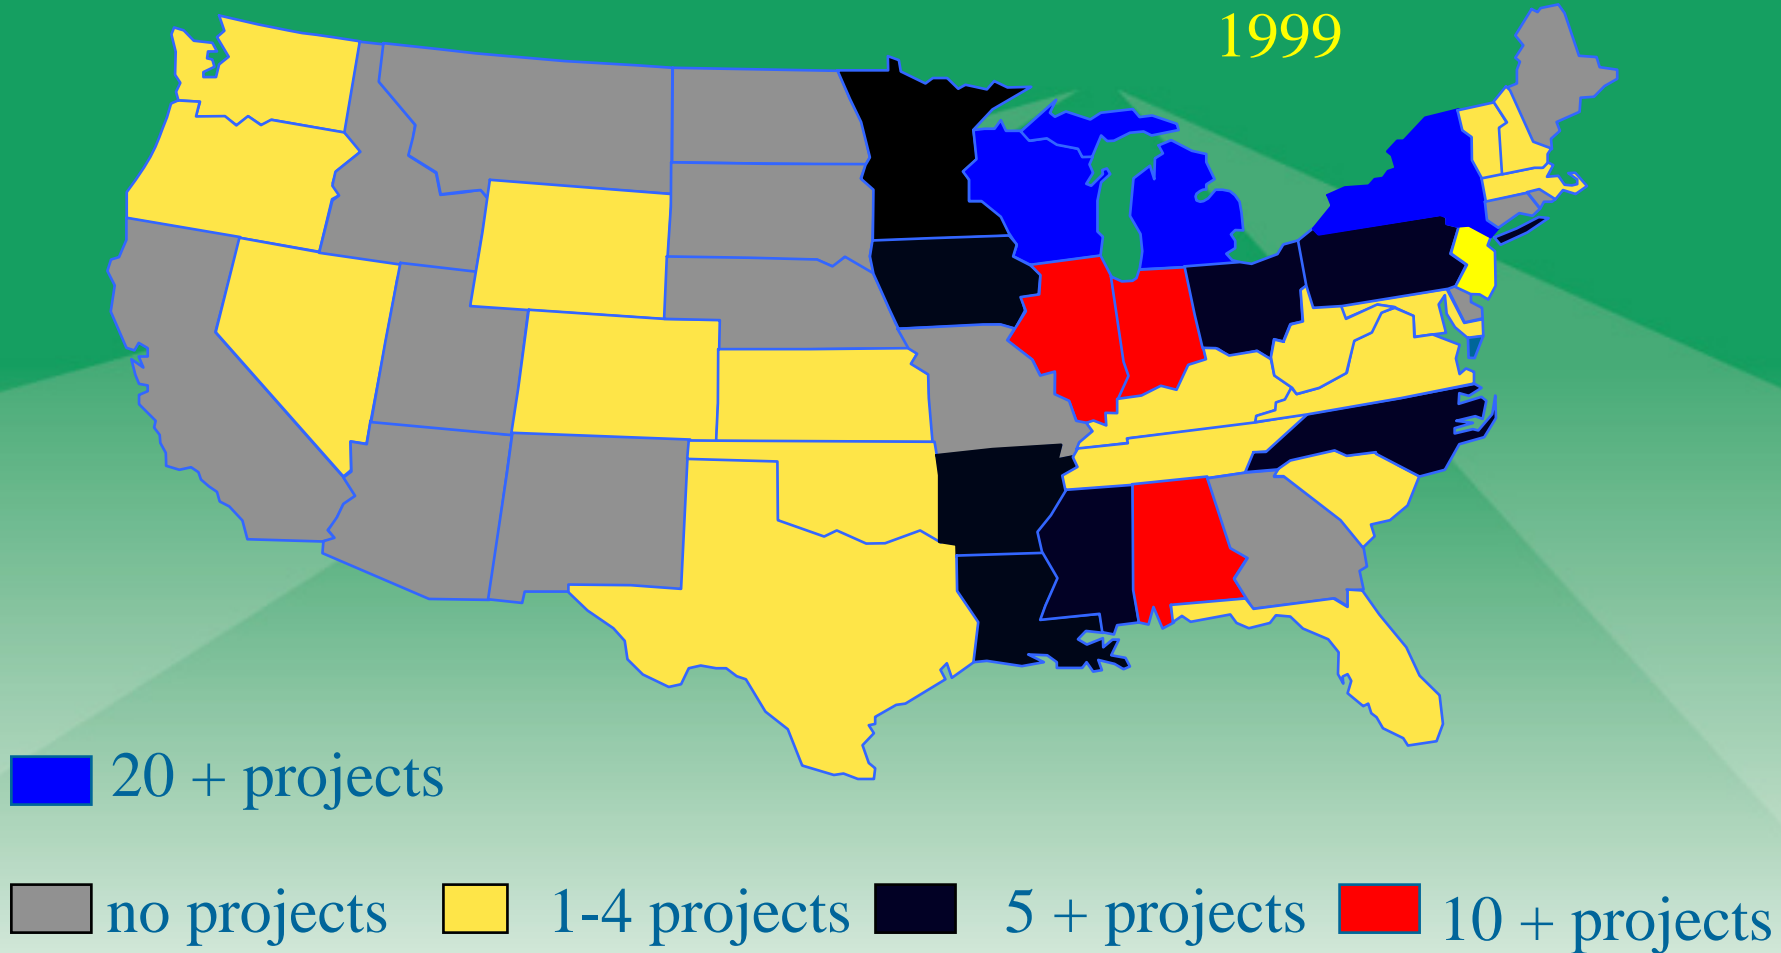 1999
20 + projects
no projects
1-4 projects
5 + projects
10 + projects